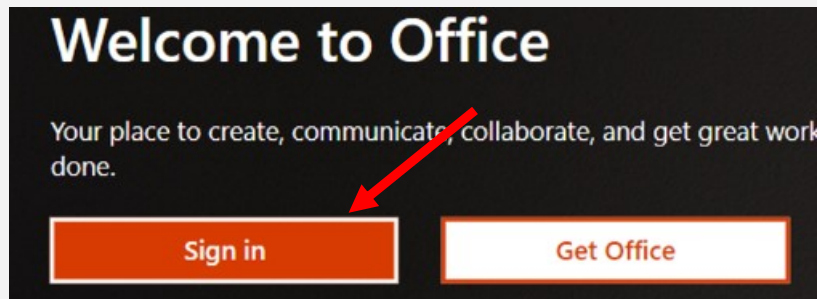 Welcome to Office
Your place to create, communicate, collaborate, and get great work
done.
Sign in
Get Office